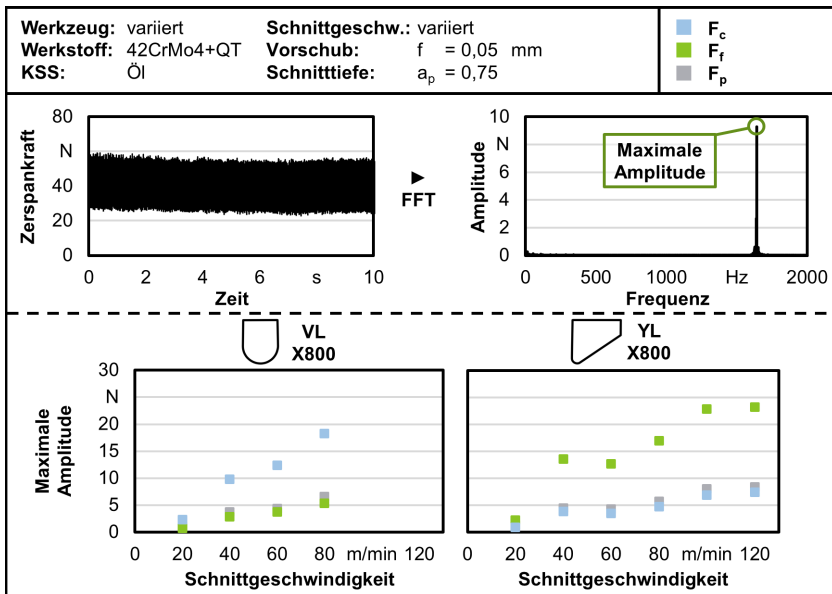 Werkzeug: variiert
Werkstoff: 42CrMo4+QT
KSS: Öl
Schnittgeschw.: variiert
Vorschub: f = 0,05 mm
Schnitttiefe: aₚ = 0,75
F_c
F_f
F_p
80
N
40
20
0
Zerspankraft
0 2 4 6 s 10
Zeit
►
FFT
10
N
6
4
2
0
Amplitude
Maximale
Amplitude
0 500 1000 Hz 2000
Frequenz
VL
X800
YL
X800
30
N
20
15
10
5
0
Maximale
Amplitude
0 20 40 60 80 m/min 120
Schnittgeschwindigkeit
0 20 40 60 80 m/min 120
Schnittgeschwindigkeit